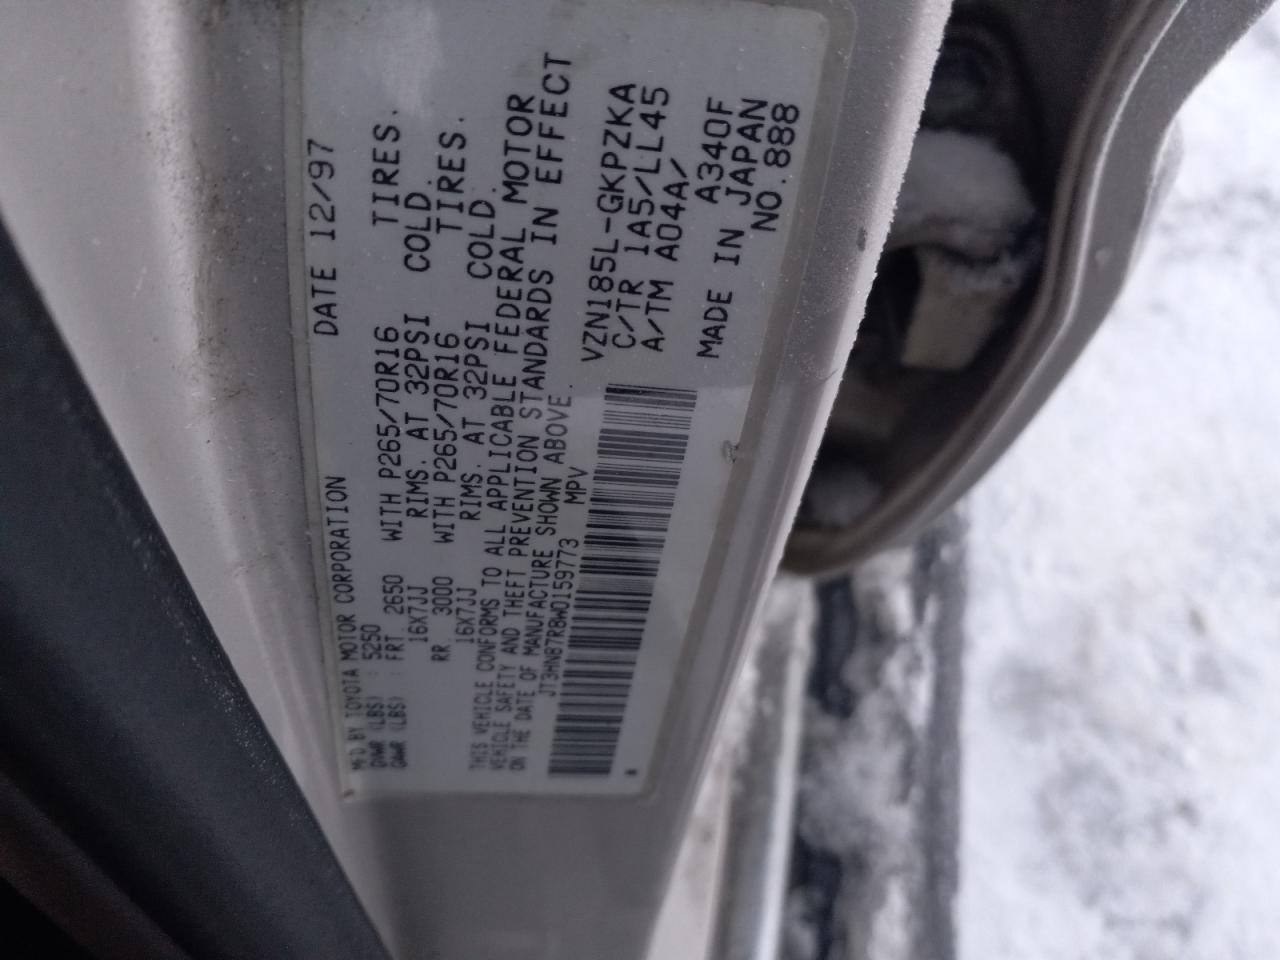 MF'D BY TOYOTA MOTOR CORPORATION DATE 12/97
GVWR (LBS) : 5250
GAWR (LBS) : FRT 2650 WITH P265/70R16 TIRES.
16X7JJ RIMS. AT 32PSI COLD.
RR 3000 WITH P265/70R16 TIRES.
16X7JJ RIMS. AT 32PSI COLD.
THIS VEHICLE CONFORMS TO ALL APPLICABLE FEDERAL MOTOR
VEHICLE SAFETY AND THEFT PREVENTION STANDARDS IN EFFECT
ON THE DATE OF MANUFACTURE SHOWN ABOVE.
JT3HN87R8W0159773 MPV
VZN185L-GKPZKA
C/TR 1A5/LL45
A/TM A04A/ A340F
MADE IN JAPAN
NO.888